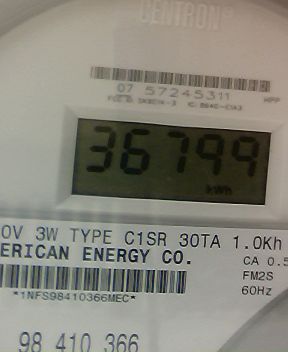 CENTRON®
07 57245311
36799
kWh
0V 3W TYPE C1SR 30TA 1.0Kh
ERICAN ENERGY CO.
CA 0.5
FM2S
60Hz
*1NFS98410366MEC*
98 410 366